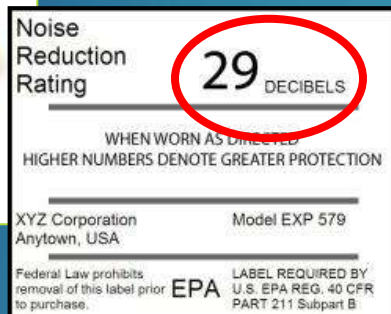 Noise
Reduction
Rating
29 DECIBELS
WHEN WORN AS DIRECTED
HIGHER NUMBERS DENOTE GREATER PROTECTION
XYZ Corporation
Anytown, USA
Model EXP 579
Federal Law prohibits
removal of this label prior
to purchase.
EPA
LABEL REQUIRED BY
U.S. EPA REG. 40 CFR
PART 211 Subpart B